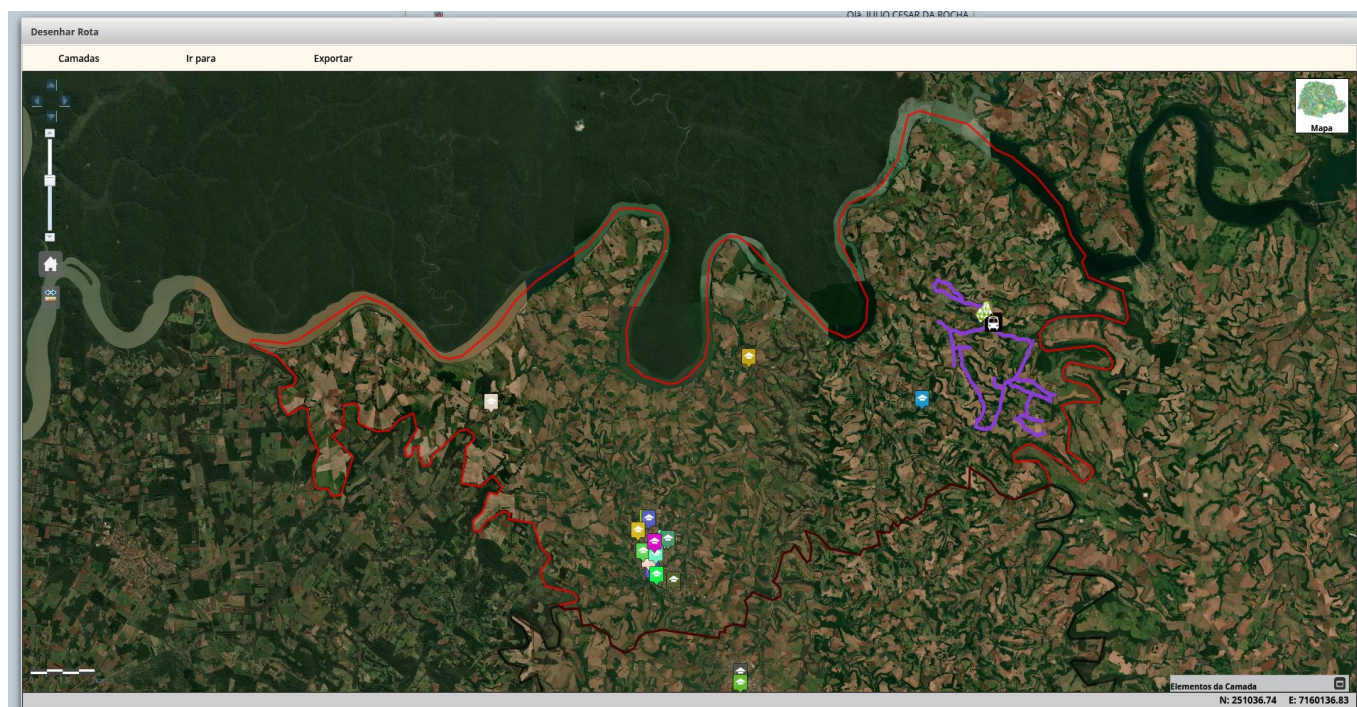 Olá JULIO CESAR DA ROCHA |
Desenhar Rota
Camadas Ir para Exportar
Mapa
Elementos da Camada
N: 251036.74 E: 7160136.83